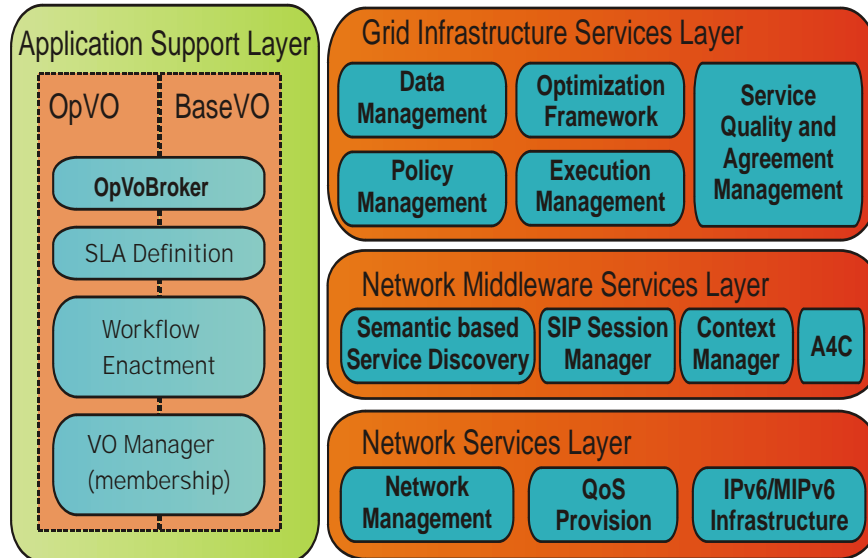 Application Support Layer
OpVO
BaseVO
OpVoBroker
SLA Definition
Workflow
Enactment
VO Manager
(membership)
Grid Infrastructure Services Layer
Data
Management
Optimization
Framework
Service
Quality and
Agreement
Management
Policy
Management
Execution
Management
Network Middleware Services Layer
Semantic based
Service Discovery
SIP Session
Manager
Context
Manager
A4C
Network Services Layer
Network
Management
QoS
Provision
IPv6/MIPv6
Infrastructure